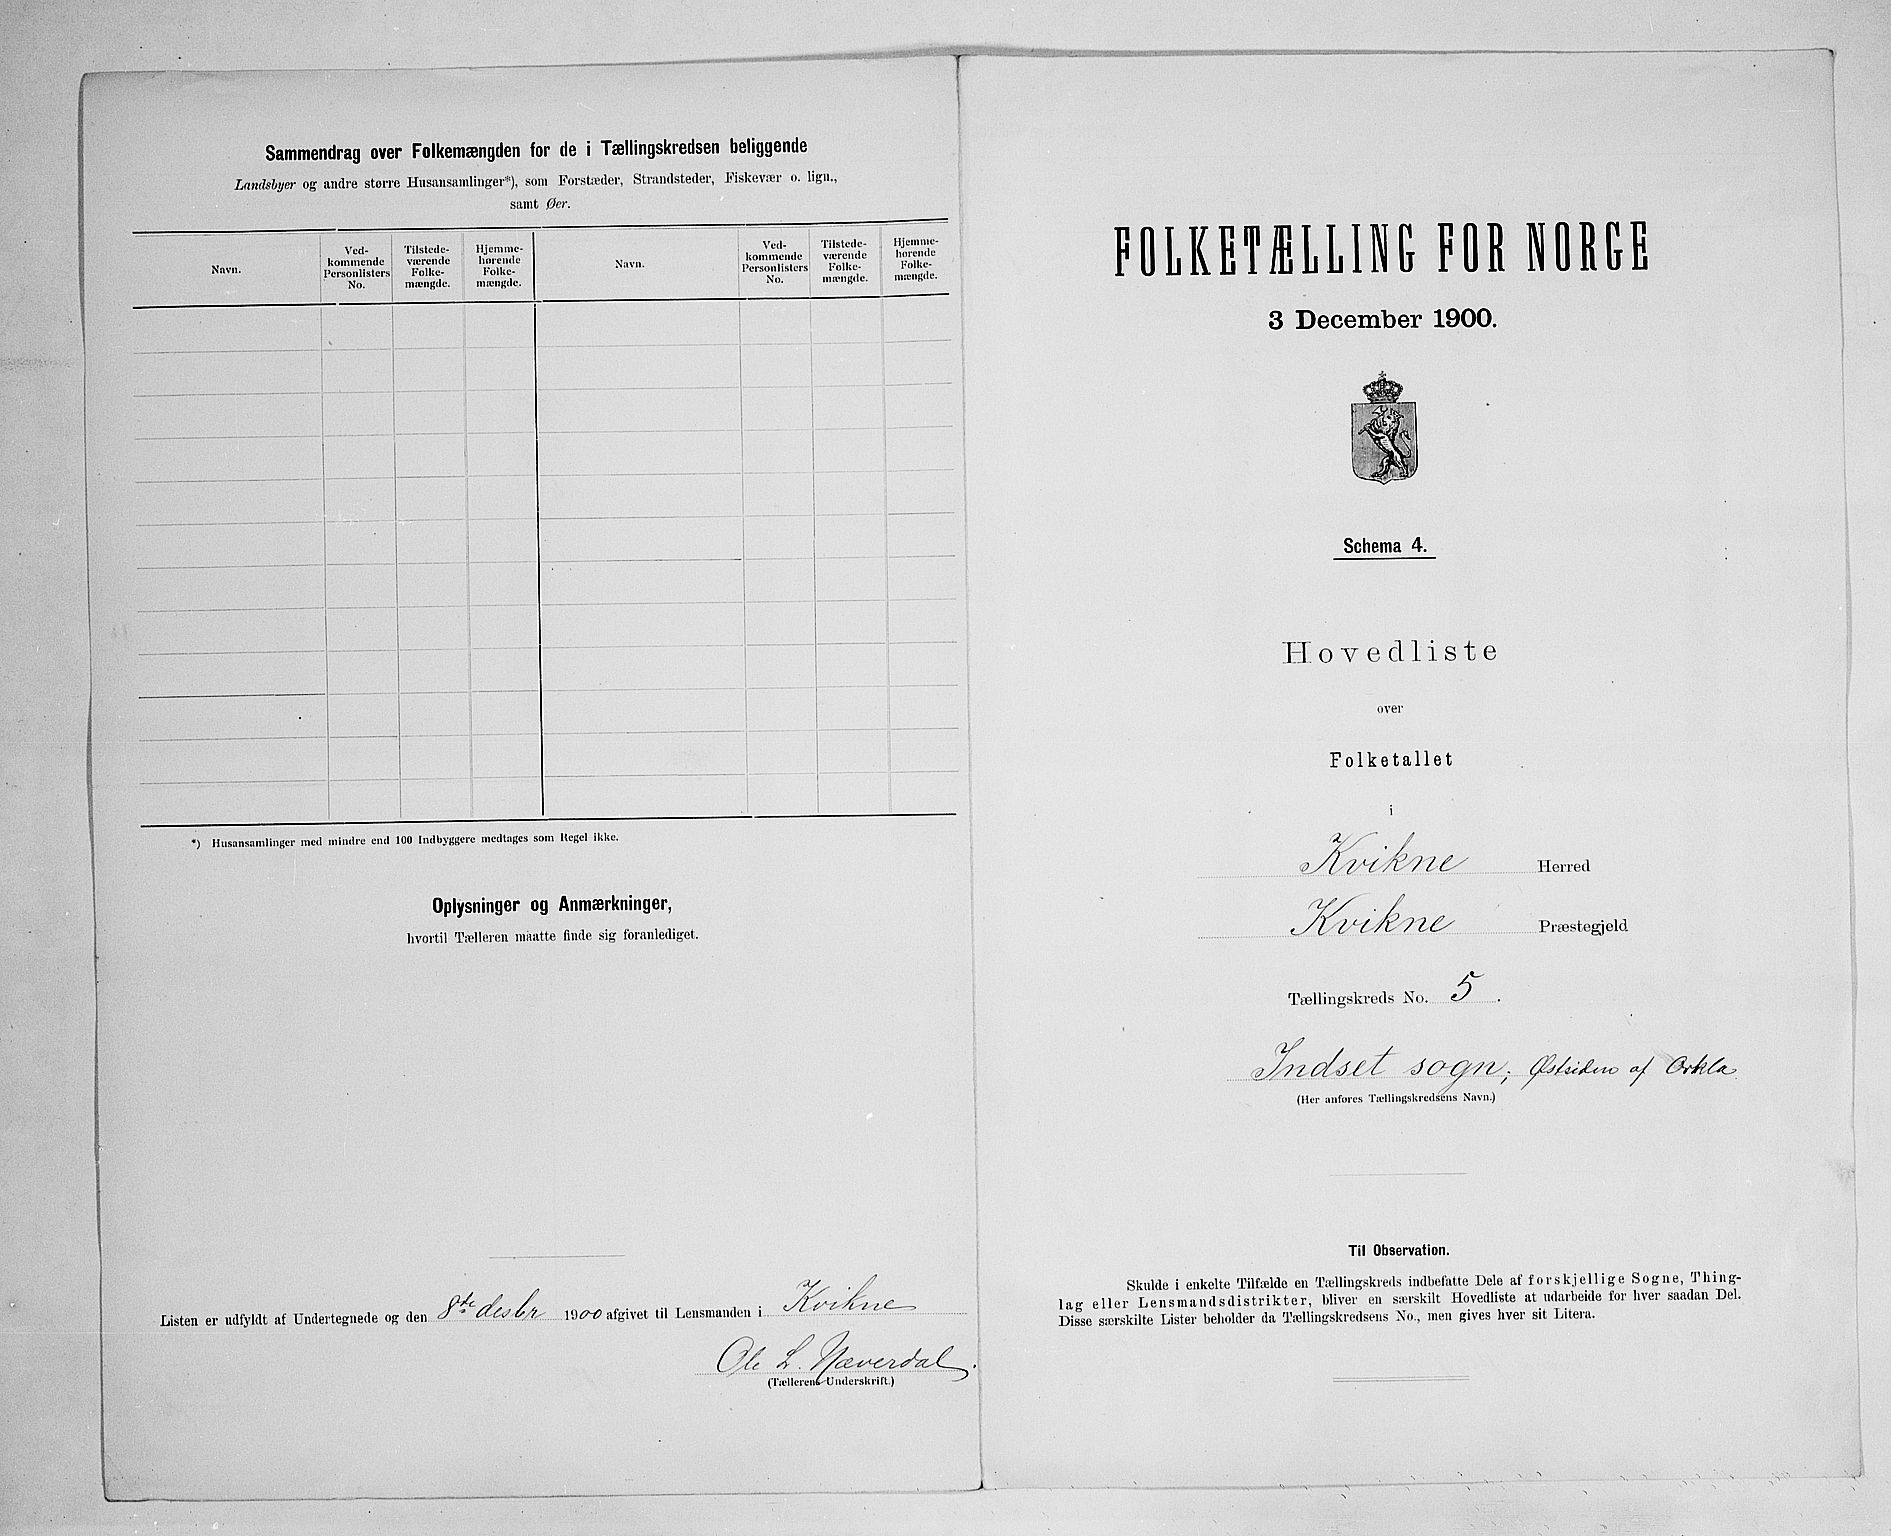 Sammendrag over Folkemængden for de i Tællingskredsen beliggende
Landsbyer og andre større Husansamlinger*), som Forstæder, Strandsteder, Fiskevær o. lign.,
samt Øer.
Navn.
Ved-
kommende
Personlisters
No.
Tilstede-
værende
Folke-
mængde.
Hjemme-
hørende
Folke-
mængde.
Navn.
Ved-
kommende
Personlisters
No.
Tilstede-
værende
Folke-
mængde.
Hjemme-
hørende
Folke-
mængde.
*) Husansamlinger med mindre end 100 Indbyggere medtages som Regel ikke.
Oplysninger og Anmærkninger,
hvortil Tælleren maatte finde sig foranlediget.
Listen er udfyldt af Undertegnede og den 8de desbr 1900 afgivet til Lensmanden i Kvikne
Ole L. Næverdal.
(Tællerens Underskrift.)
FOLKETÆLLING FOR NORGE
3 December 1900.
Schema 4.
Hovedliste
over
Folketallet
i
Kvikne Herred
Kvikne Præstegjeld
Tællingskreds No. 5.
Indset sogn; Østsiden af Orkla
(Her anføres Tællingskredsens Navn.)
Til Observation.
Skulde i enkelte Tilfælde en Tællingskreds indbefatte Dele af forskjellige Sogne, Thing-
lag eller Lensmandsdistrikter, bliver en særskilt Hovedliste at udarbeide for hver saadan Del.
Disse særskilte Lister beholder da Tællingskredsens No., men gives hver sit Litera.